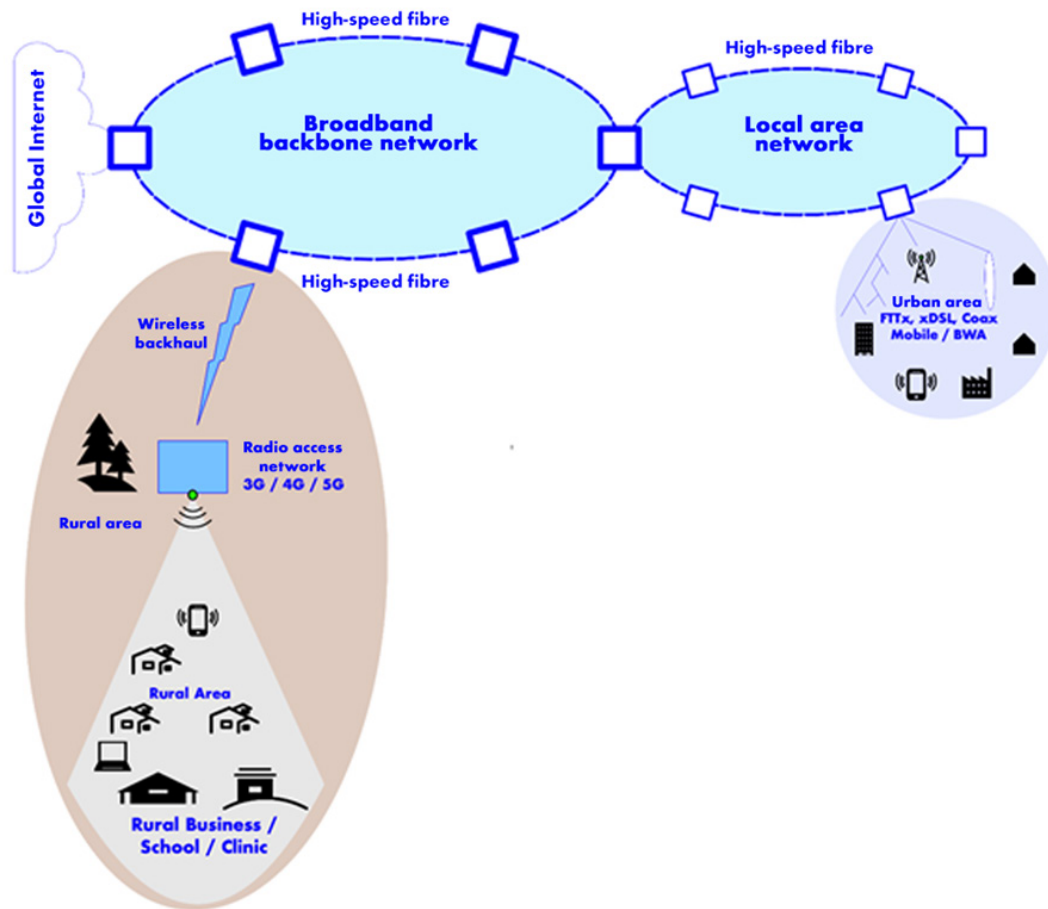 High-speed fibre
High-speed fibre
Global Internet
Broadband
backbone network
Local area
network
High-speed fibre
Wireless
backhaul
Urban area
FTTx, xDSL, Coax
Mobile / BWA
Radio access
network
3G / 4G / 5G
Rural area
Rural Area
Rural Business /
School / Clinic